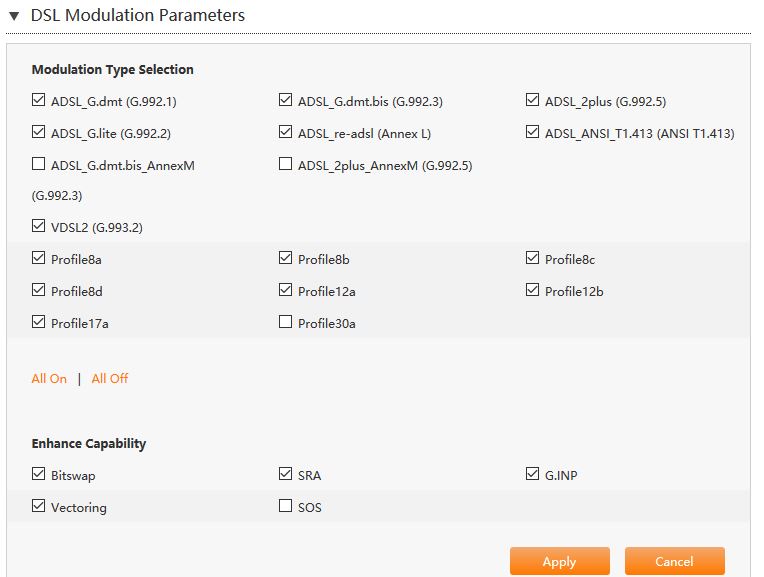 DSL Modulation Parameters
Modulation Type Selection
ADSL_G.dmt (G.992.1) ADSL_G.dmt.bis (G.992.3) ADSL_2plus (G.992.5)
ADSL_G.lite (G.992.2) ADSL_re-adsl (Annex L) ADSL_ANSI_T1.413 (ANSI T1.413)
ADSL_G.dmt.bis_AnnexM ADSL_2plus_AnnexM (G.992.5)
(G.992.3)
VDSL2 (G.993.2)
Profile8a Profile8b Profile8c
Profile8d Profile12a Profile12b
Profile17a Profile30a
All On | All Off
Enhance Capability
Bitswap SRA G.INP
Vectoring SOS
Apply Cancel